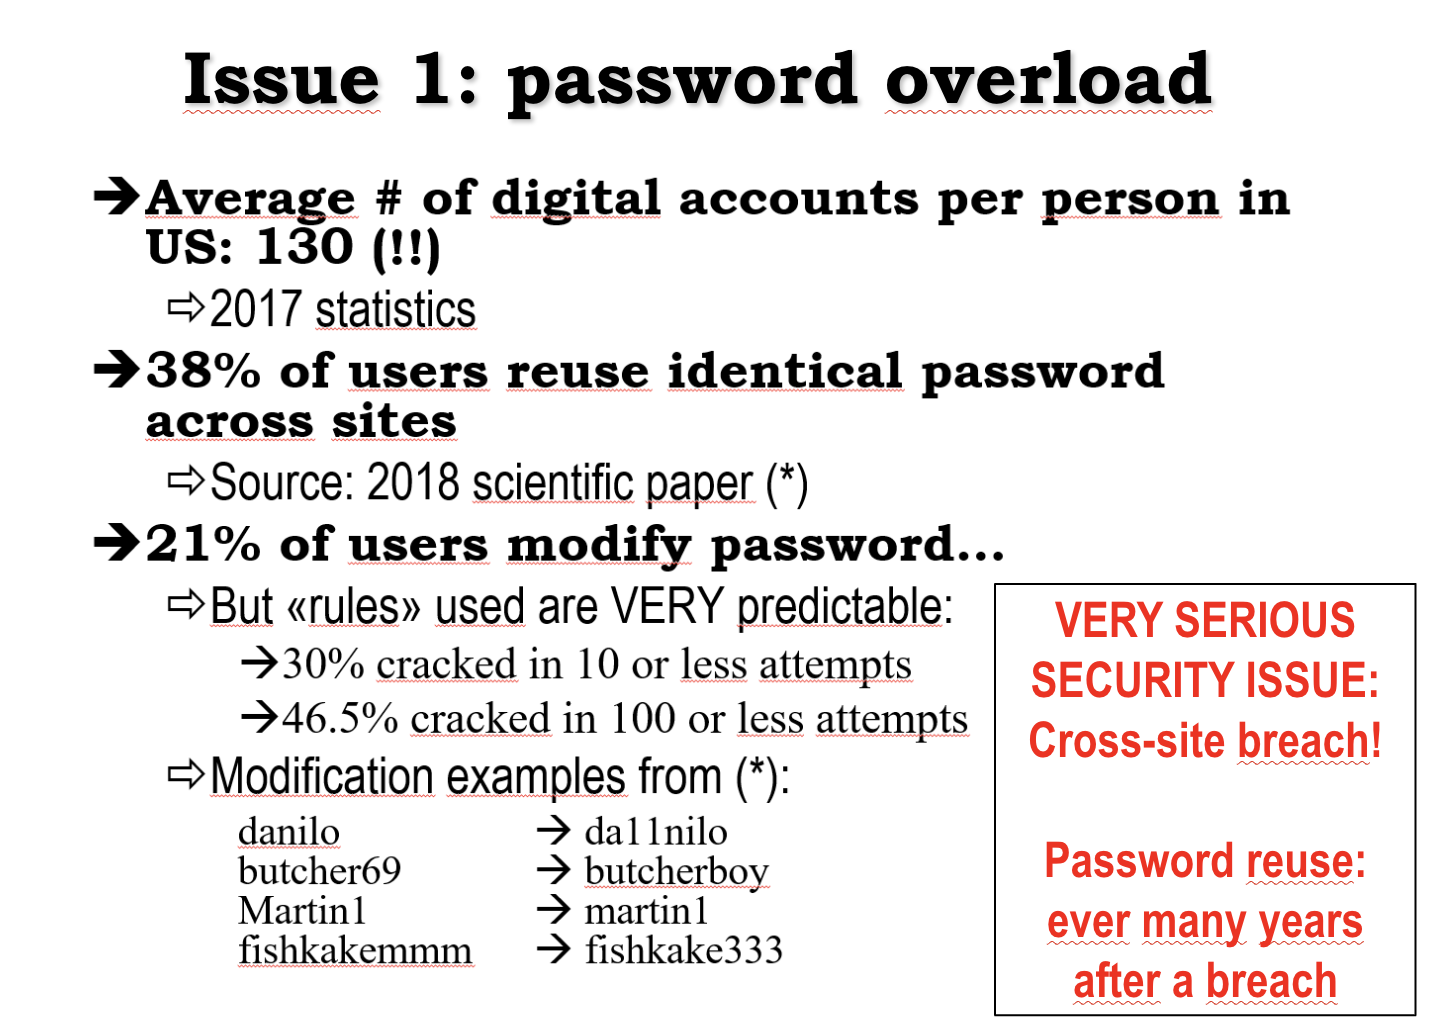 Issue 1: password overload
➔Average # of digital accounts per person in
US: 130 (!!)
⇨2017 statistics
➔38% of users reuse identical password
across sites
⇨Source: 2018 scientific paper (*)
➔21% of users modify password...
⇨But «rules» used are VERY predictable:
→30% cracked in 10 or less attempts
→46.5% cracked in 100 or less attempts
⇨Modification examples from (*):
danilo → da11nilo
butcher69 → butcherboy
Martin1 → martin1
fishkakemmm → fishkake333
VERY SERIOUS
SECURITY ISSUE:
Cross-site breach!
Password reuse:
ever many years
after a breach